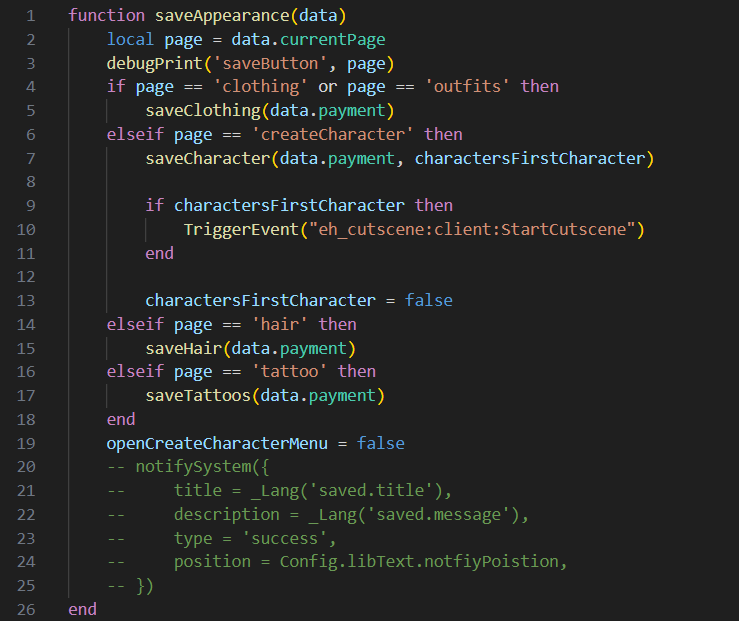 1 function saveAppearance(data)
2     local page = data.currentPage
3     debugPrint('saveButton', page)
4     if page == 'clothing' or page == 'outfits' then
5         saveClothing(data.payment)
6     elseif page == 'createCharacter' then
7         saveCharacter(data.payment, charactersFirstCharacter)
8
9         if charactersFirstCharacter then
10             TriggerEvent("eh_cutscene:client:StartCutscene")
11         end
12
13         charactersFirstCharacter = false
14     elseif page == 'hair' then
15         saveHair(data.payment)
16     elseif page == 'tattoo' then
17         saveTattoos(data.payment)
18     end
19     openCreateCharacterMenu = false
20     -- notifySystem({
21     --     title = _Lang('saved.title'),
22     --     description = _Lang('saved.message'),
23     --     type = 'success',
24     --     position = Config.libText.notfiyPoistion,
25     -- })
26 end